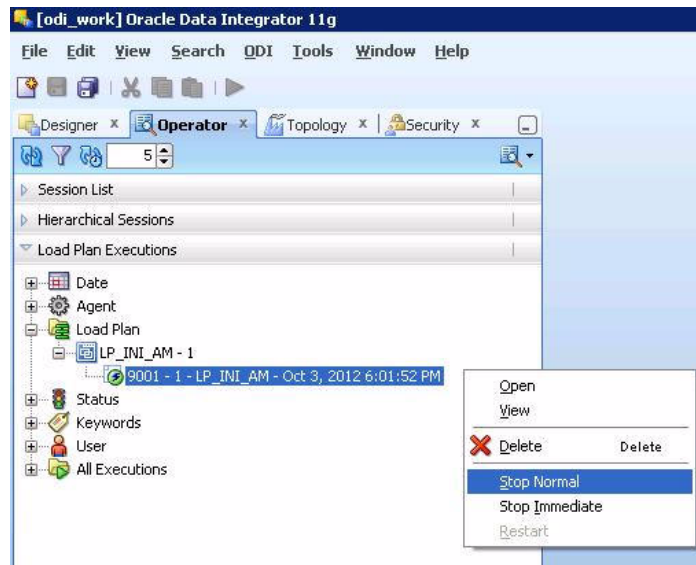 [odi_work] Oracle Data Integrator 11g
File Edit View Search ODI Tools Window Help
Designer x Operator x Topology x Security x
5
Session List
Hierarchical Sessions
Load Plan Executions
Date
Agent
Load Plan
LP_INI_AM - 1
9001 - 1 - LP_INI_AM - Oct 3, 2012 6:01:52 PM
Status
Keywords
User
All Executions
Open
View
Delete Delete
Stop Normal
Stop Immediate
Restart